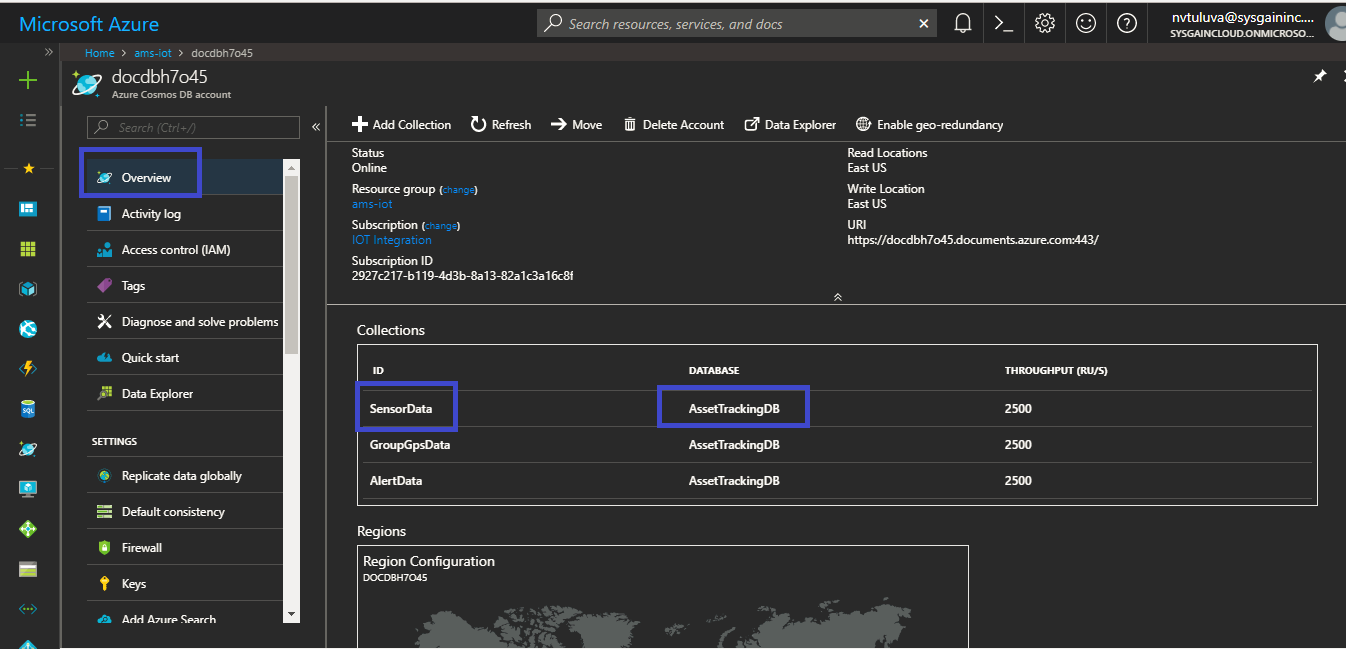 Microsoft Azure
Search resources, services, and docs
nvtuluva@sysgaininc....
SYSGAINCLOUD.ONMICROSO...
Home > ams-iot > docdbh7o45
docdbh7o45
Azure Cosmos DB account
Search (Ctrl+/)
Overview
Activity log
Access control (IAM)
Tags
Diagnose and solve problems
Quick start
Data Explorer
SETTINGS
Replicate data globally
Default consistency
Firewall
Keys
Add Azure Search
Add Collection Refresh Move Delete Account Data Explorer Enable geo-redundancy
Status
Online
Resource group (change)
ams-iot
Subscription (change)
IOT Integration
Subscription ID
2927c217-b119-4d3b-8a13-82a1c3a16c8f
Read Locations
East US
Write Location
East US
URI
https://docdbh7o45.documents.azure.com:443/
Collections
ID DATABASE THROUGHPUT (RU/S)
SensorData AssetTrackingDB 2500
GroupGpsData AssetTrackingDB 2500
AlertData AssetTrackingDB 2500
Regions
Region Configuration
DOCDBH7O45
SQL